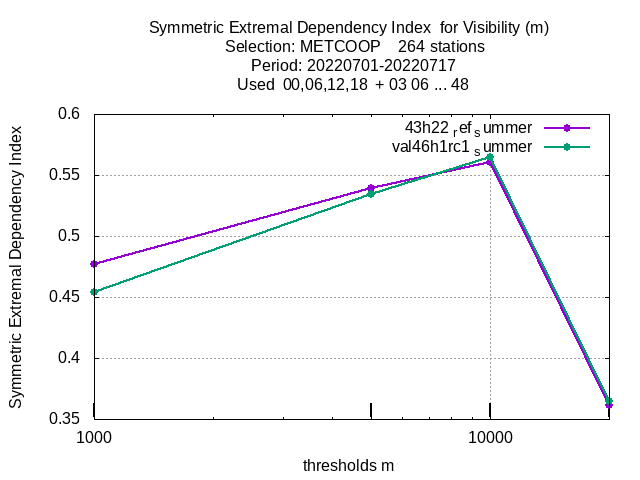 Symmetric Extremal Dependency Index for Visibility (m)
Selection: METCOOP 264 stations
Period: 20220701-20220717
Used 00,06,12,18 + 03 06 ... 48
43h22refsummer
val46h1rc1summer
0.6
0.55
0.5
0.45
0.4
0.35
Symmetric Extremal Dependency Index
1000 10000
thresholds m